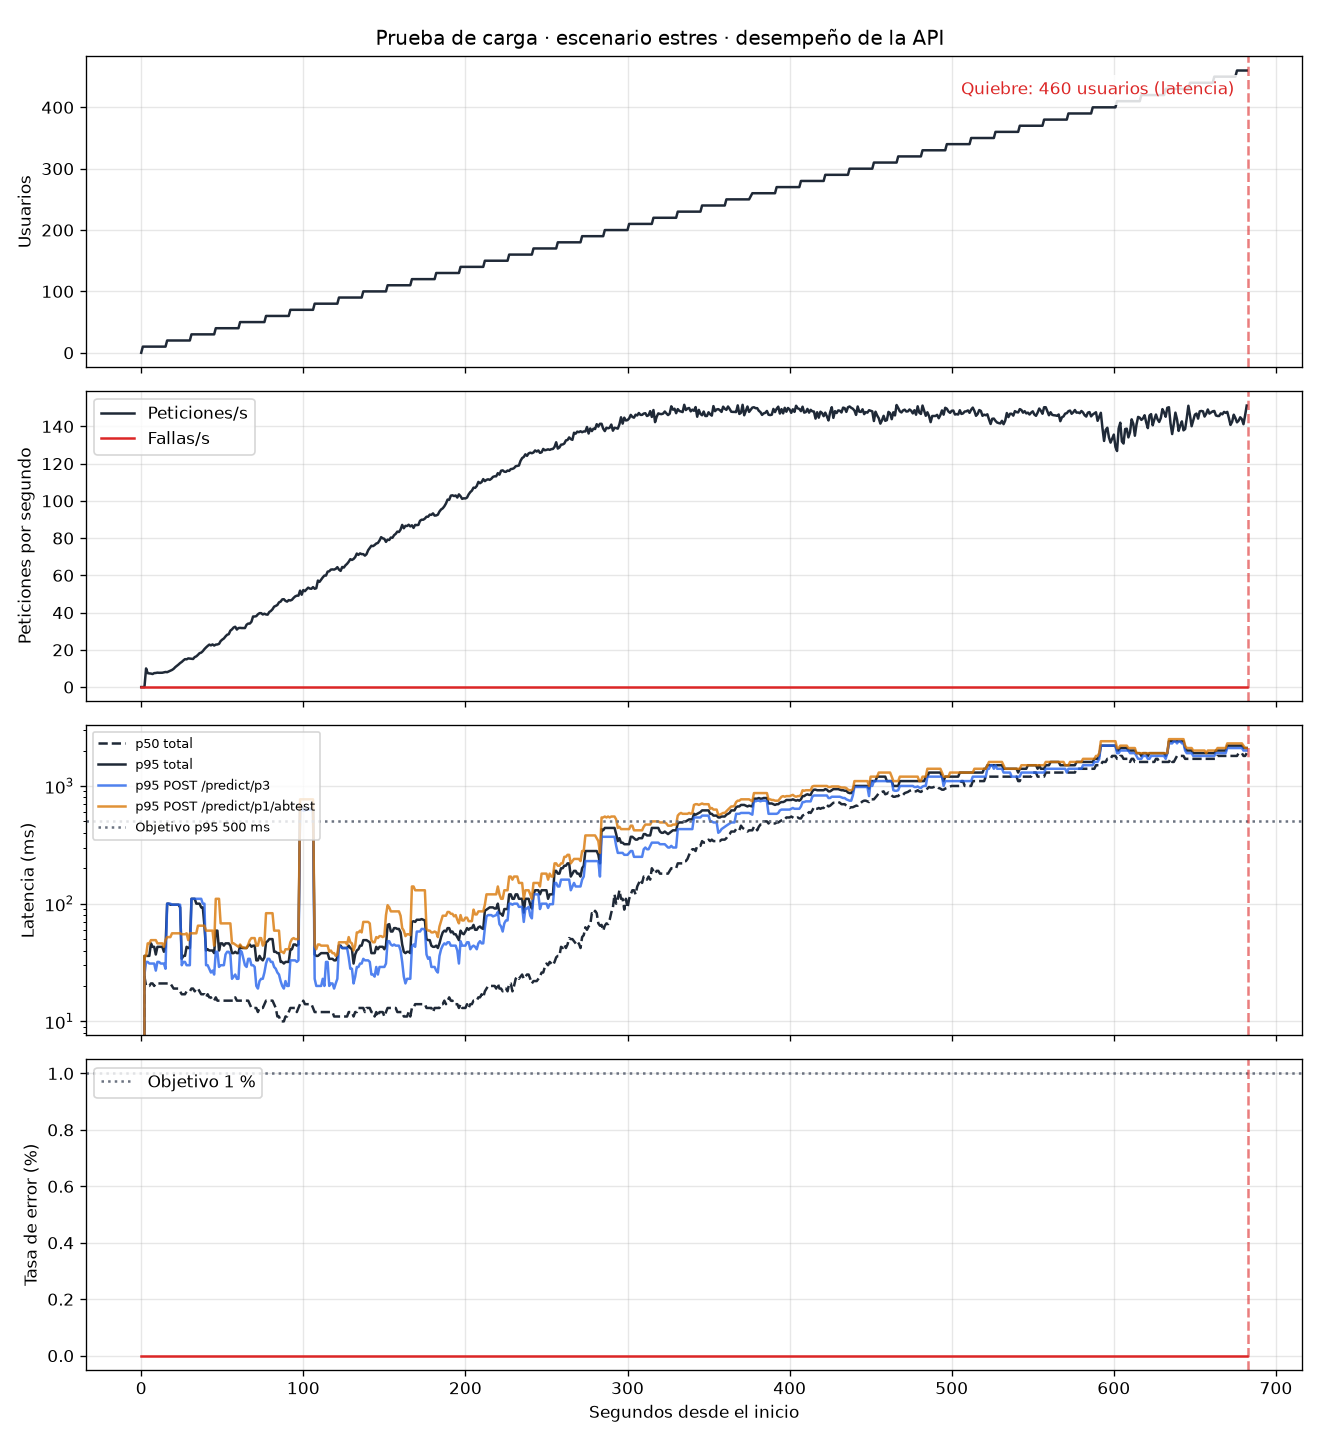 Prueba de carga · escenario estres · desempeño de la API
Usuarios
400
300
200
100
0
Quiebre: 460 usuarios (latencia)
Peticiones por segundo
140
120
100
80
60
40
20
0
Peticiones/s
Fallas/s
Latencia (ms)
10³
10²
10¹
p50 total
p95 total
p95 POST /predict/p3
p95 POST /predict/p1/abtest
Objetivo p95 500 ms
Tasa de error (%)
1.0
0.8
0.6
0.4
0.2
0.0
Objetivo 1 %
0 100 200 300 400 500 600 700
Segundos desde el inicio